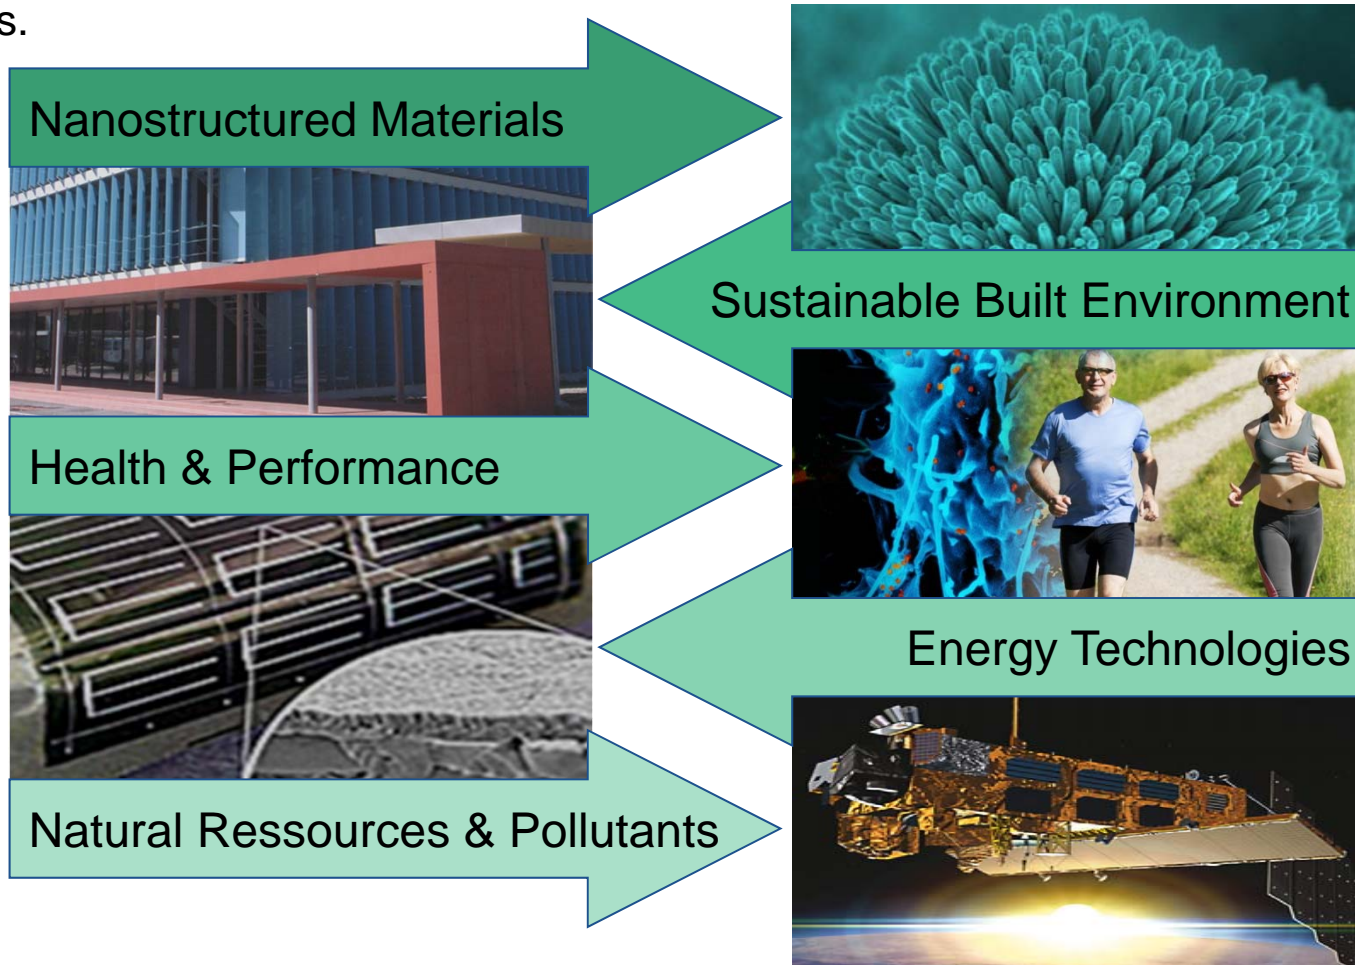 s.
Nanostructured Materials
Sustainable Built Environment
Health & Performance
Energy Technologies
Natural Ressources & Pollutants